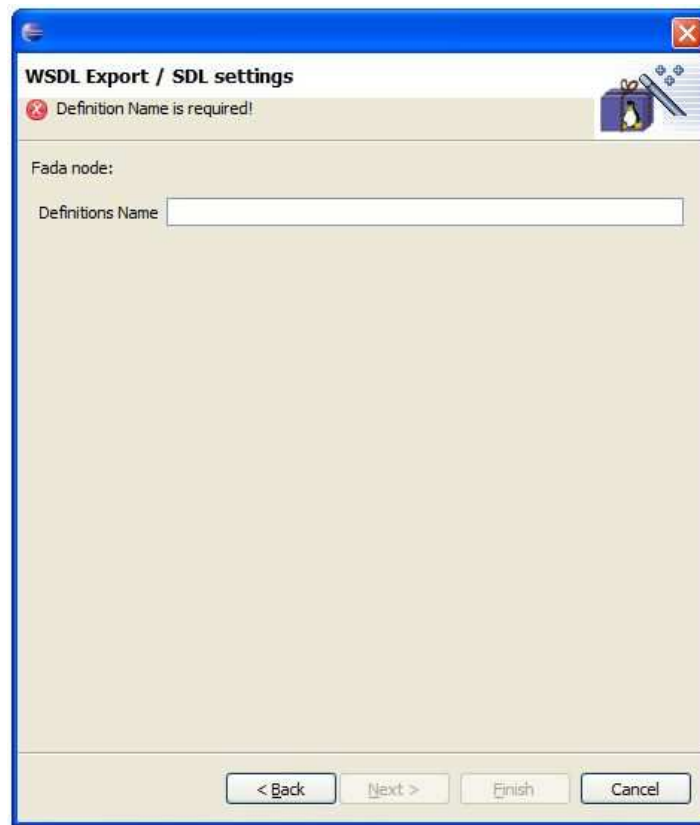 WSDL Export / SDL settings
Definition Name is required!
Fada node:
Definitions Name
< Back
Next >
Finish
Cancel